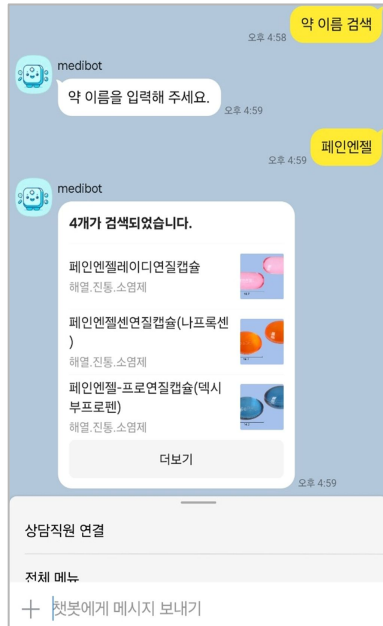 약 이름 검색
오후 4:58
medibot
약 이름을 입력해 주세요.
오후 4:59
페인엔젤
오후 4:59
medibot
4개가 검색되었습니다.
페인엔젤레이디연질캡슐
해열.진통.소염제
페인엔젤센연질캡슐(나프록센
)
해열.진통.소염제
페인엔젤-프로연질캡슐(덱시
부프로펜)
해열.진통.소염제
더보기
오후 4:59
상담직원 연결
전체 메뉴
챗봇에게 메시지 보내기